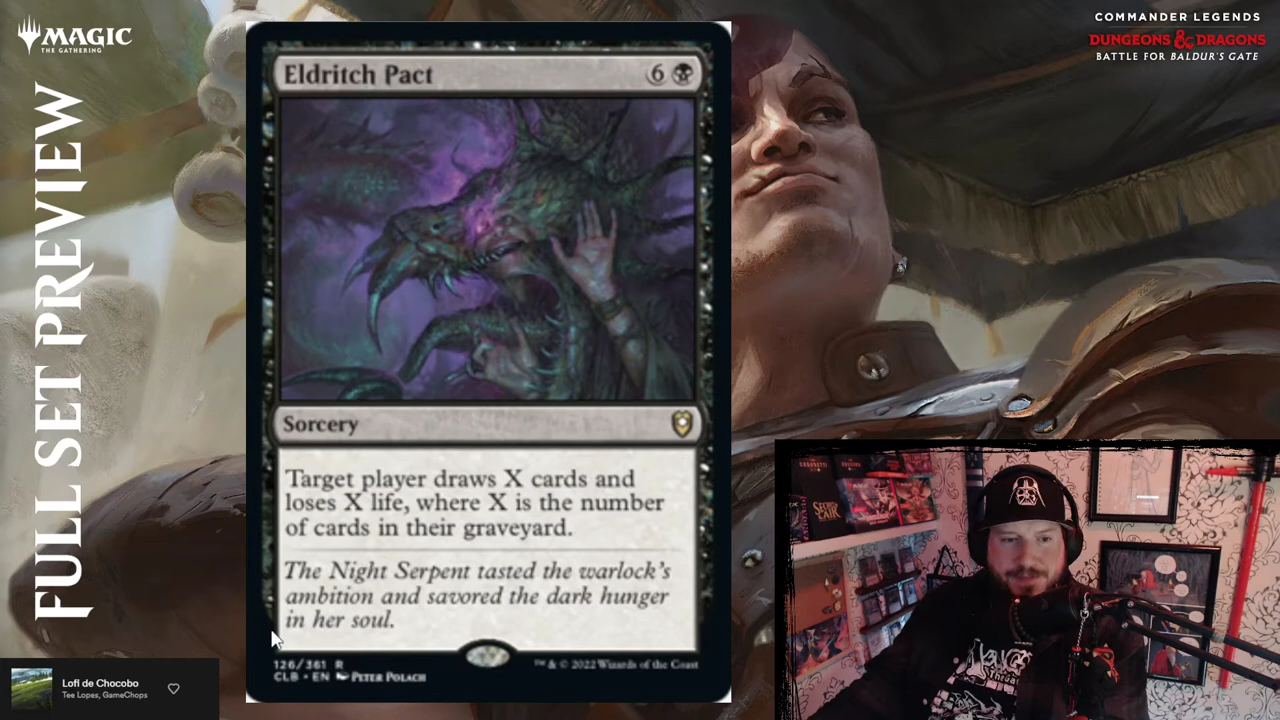 MAGIC
THE GATHERING
FULL SET PREVIEW
COMMANDER LEGENDS
DUNGEONS & DRAGONS
BATTLE FOR BALDUR'S GATE
Eldritch Pact 6
Sorcery
Target player draws X cards and
loses X life, where X is the number
of cards in their graveyard.
The Night Serpent tasted the warlock's
ambition and savored the dark hunger
in her soul.
126/361 R
CLB • EN PETER POLACH
™ & © 2022 Wizards of the Coast
Lofi de Chocobo
Tee Lopes, GameChops
SECRET
LAIR